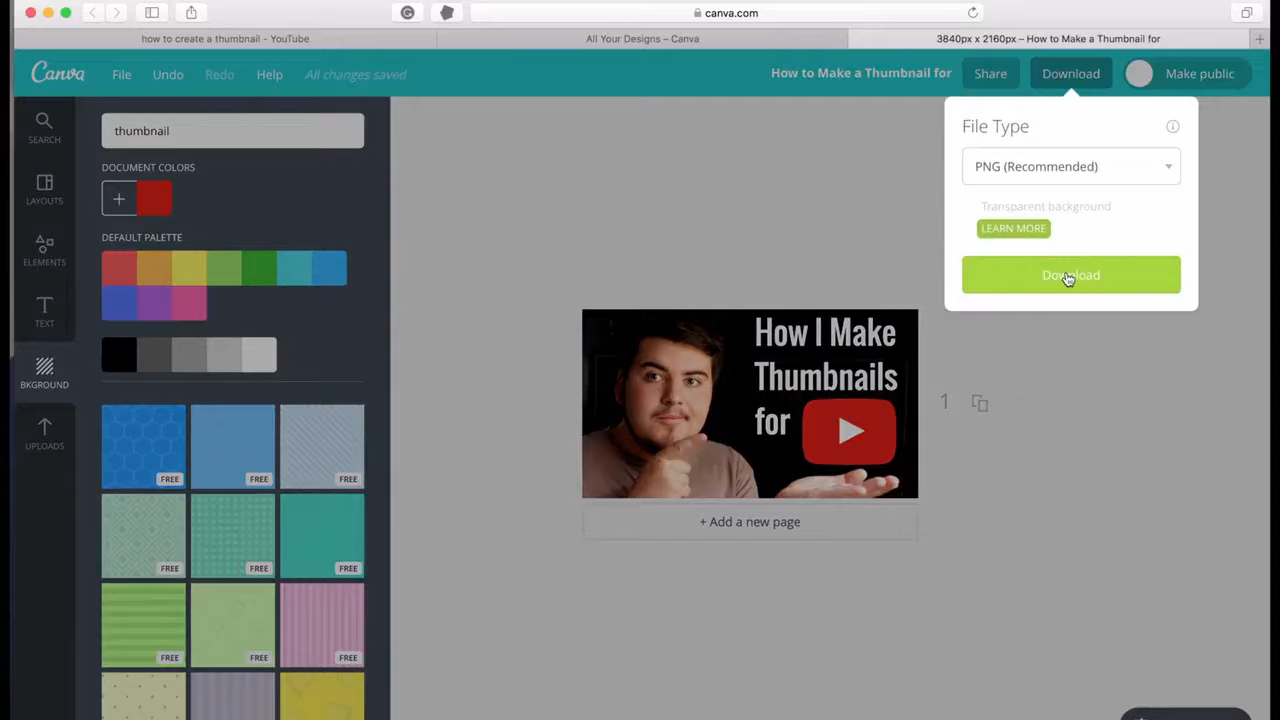 canva.com
how to create a thumbnail - YouTube
All Your Designs – Canva
3840px x 2160px – How to Make a Thumbnail for
Canva
File
Undo
Redo
Help
All changes saved
How to Make a Thumbnail for
Share
Download
Make public
SEARCH
LAYOUTS
ELEMENTS
TEXT
BKGROUND
UPLOADS
thumbnail
DOCUMENT COLORS
DEFAULT PALETTE
FREE FREE FREE
FREE FREE FREE
FREE FREE FREE
File Type
PNG (Recommended)
Transparent background
LEARN MORE
Download
How I Make
Thumbnails
for
1
+ Add a new page